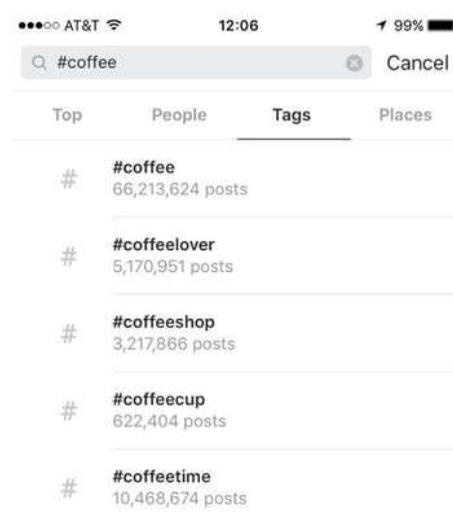 AT&T 12:06 99%
#coffee Cancel
Top People Tags Places
# #coffee
66,213,624 posts
# #coffeelover
5,170,951 posts
# #coffeeshop
3,217,866 posts
# #coffeecup
622,404 posts
# #coffeetime
10,468,674 posts